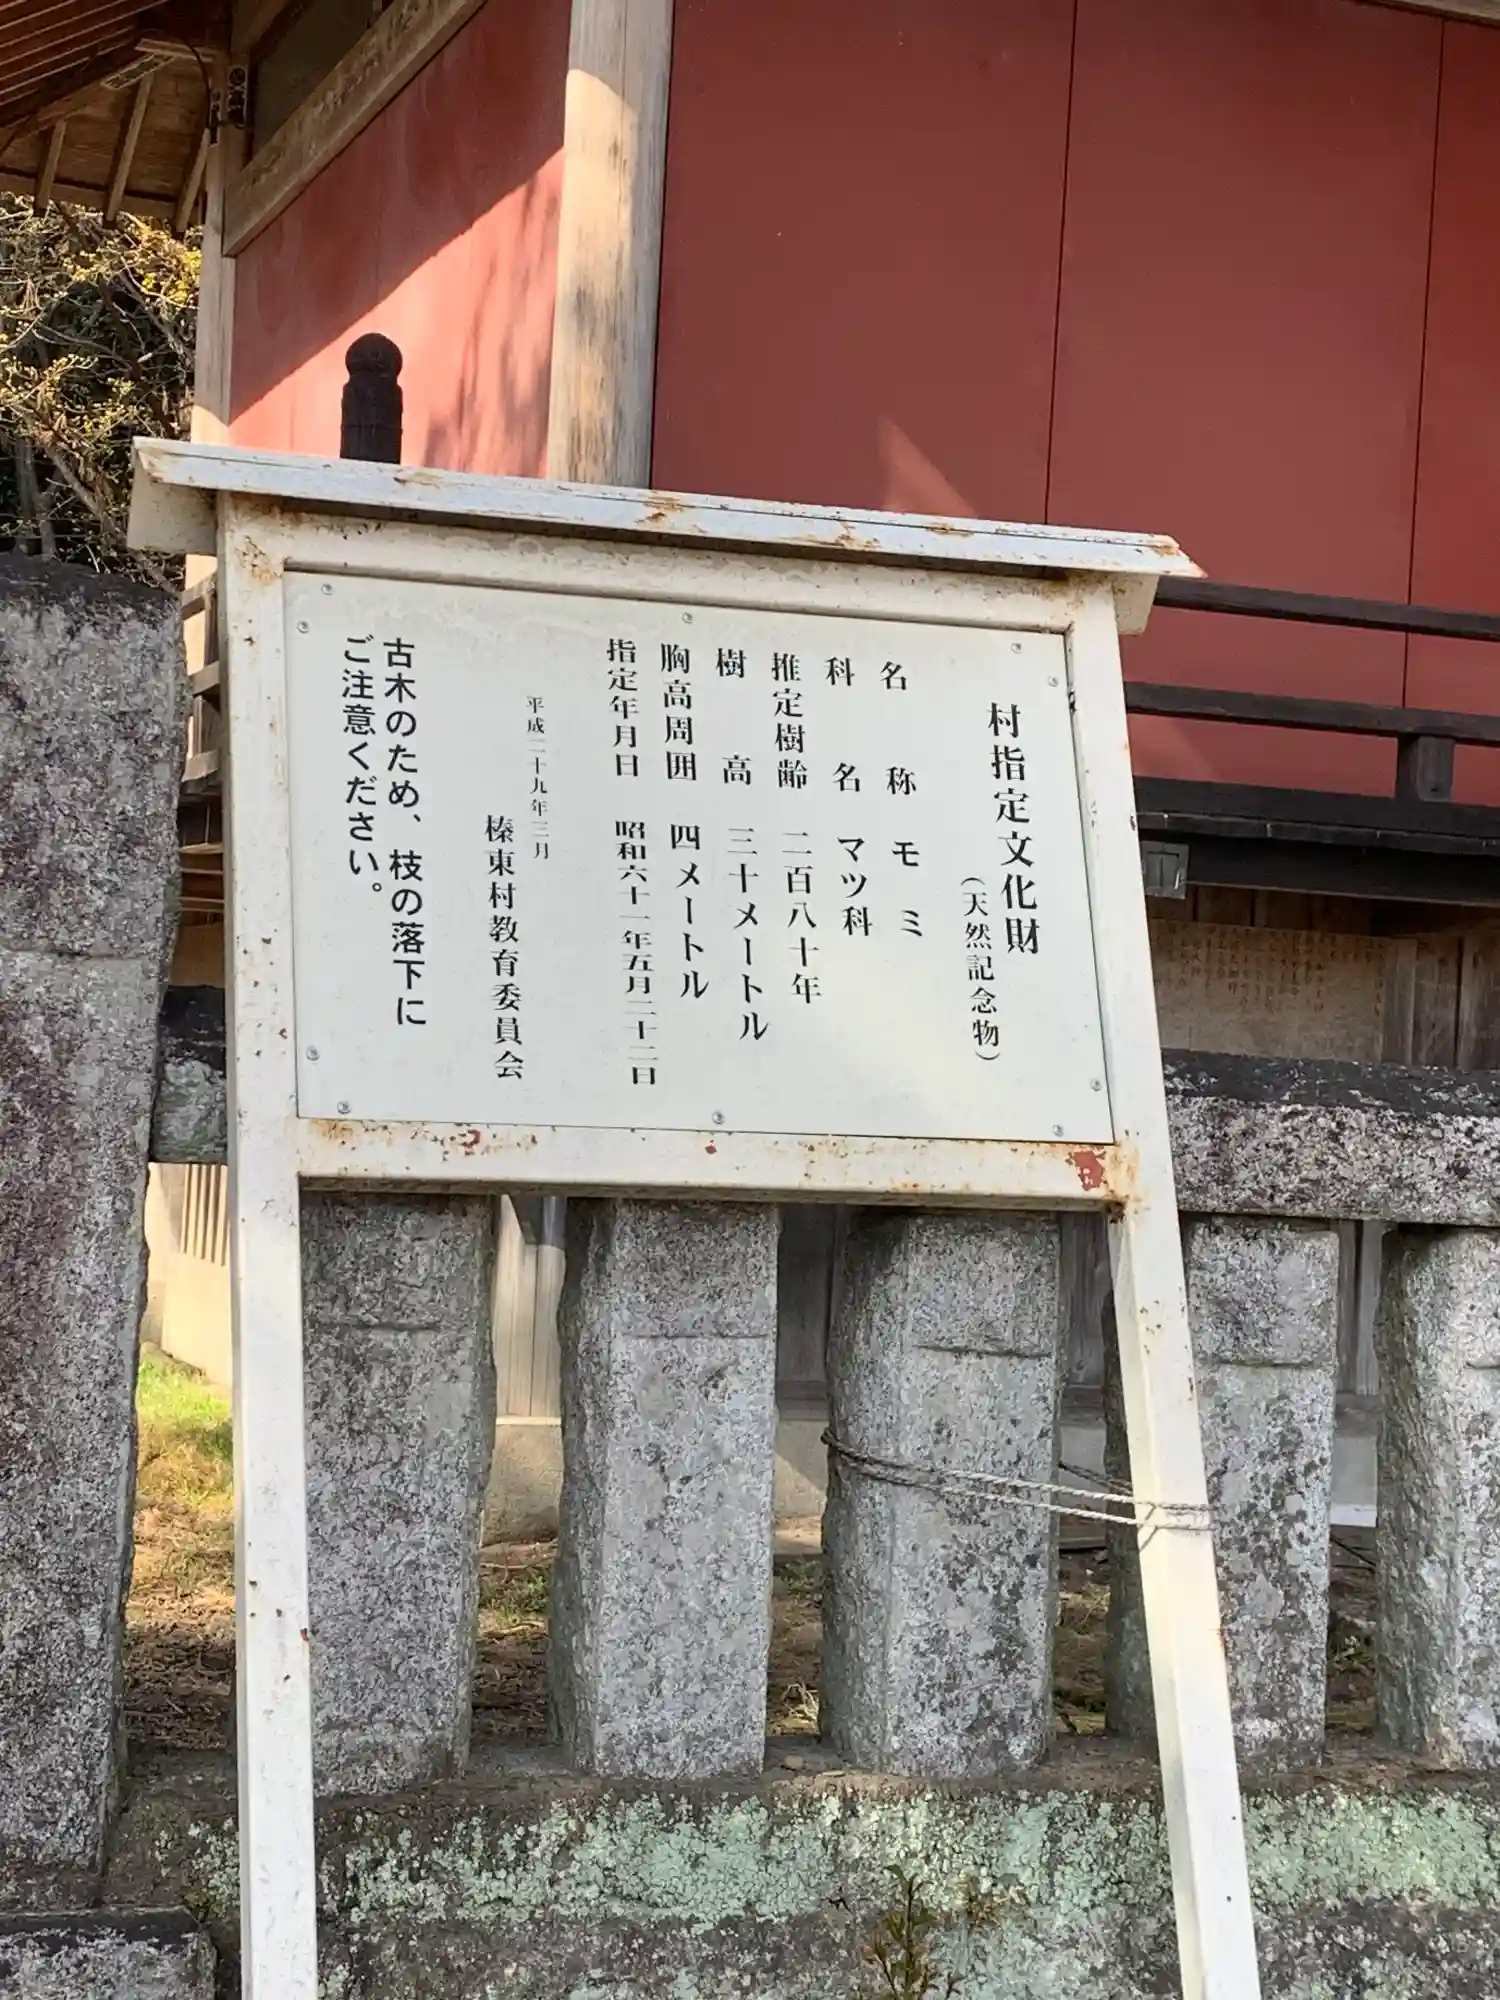 村指定文化財
（天然記念物）
名称 モミ
科名 マツ科
推定樹齢 二百八十年
樹高 三十メートル
胸高周囲 四メートル
指定年月日 昭和六十一年五月二十二日
平成二十九年三月
榛東村教育委員会
古木のため、枝の落下に
ご注意ください。